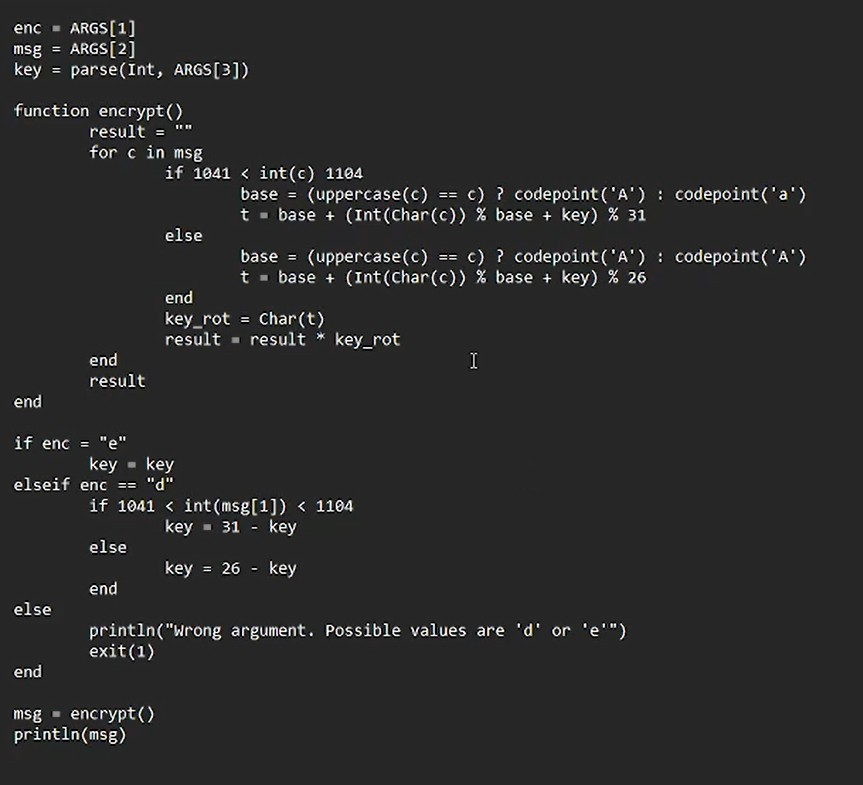 enc = ARGS[1]
msg = ARGS[2]
key = parse(Int, ARGS[3])
function encrypt()
result = ""
for c in msg
if 1041 < int(c) 1104
base = (uppercase(c) == c) ? codepoint('A') : codepoint('a')
t = base + (Int(Char(c)) % base + key) % 31
else
base = (uppercase(c) == c) ? codepoint('A') : codepoint('A')
t = base + (Int(Char(c)) % base + key) % 26
end
key_rot = Char(t)
result = result * key_rot
end
result
end
if enc = "e"
key = key
elseif enc == "d"
if 1041 < int(msg[1]) < 1104
key = 31 - key
else
key = 26 - key
end
else
println("Wrong argument. Possible values are 'd' or 'e'")
exit(1)
end
msg = encrypt()
println(msg)